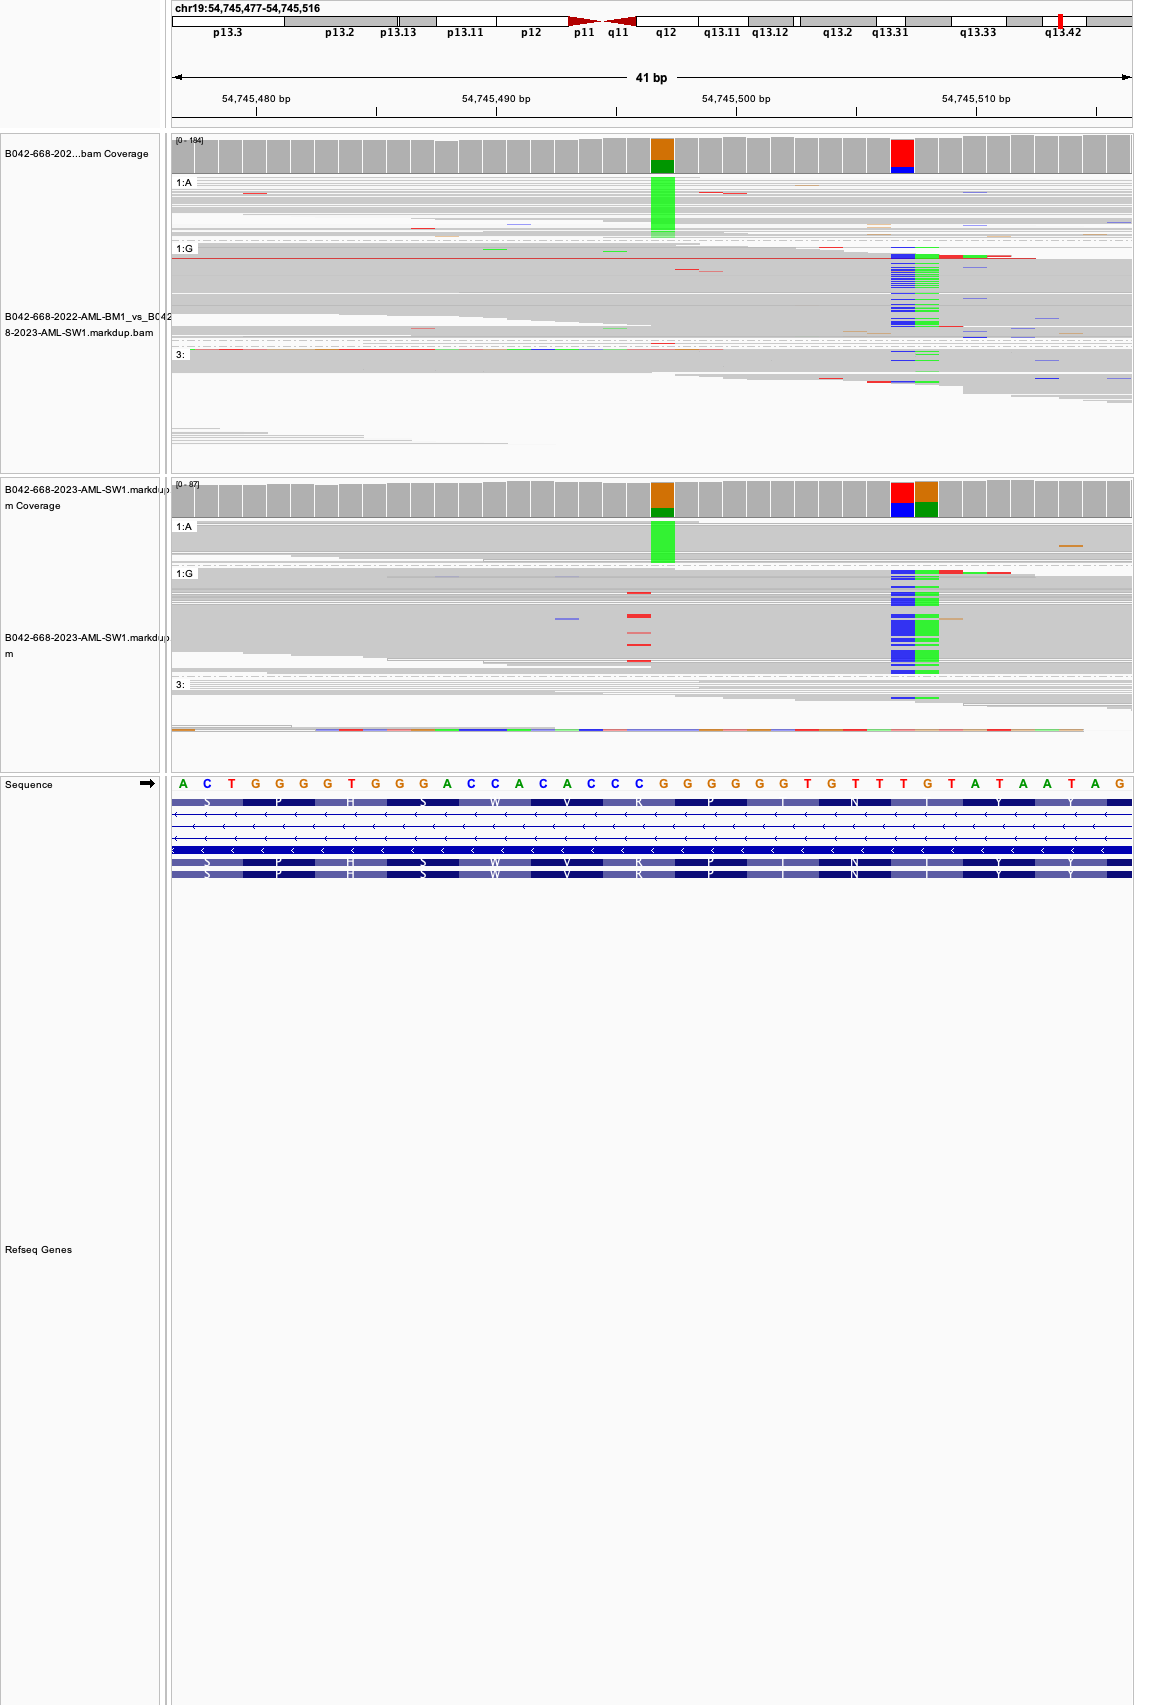 chr19:54,745,477-54,745,516
p13.3 p13.2 p13.13 p13.11 p12 p11 q11 q12 q13.11 q13.12 q13.2 q13.31 q13.33 q13.42
41 bp
54,745,480 bp 54,745,490 bp 54,745,500 bp 54,745,510 bp
[0 - 184]
B042-668-202...bam Coverage
1:A
1:G
B042-668-2022-AML-BM1_vs_B042
8-2023-AML-SW1.markdup.bam
3:
[0 - 87]
B042-668-2023-AML-SW1.markdup
m Coverage
1:A
1:G
B042-668-2023-AML-SW1.markdup
m
3:
Sequence
A C T G G G G T G G G A C C A C A C C C G G G G G G T G T T T G T A T A A T A G
S P H S W V R P T N T Y Y
S P H S W V R P T N T Y Y
S P H S W V R P T N T Y Y
Refseq Genes